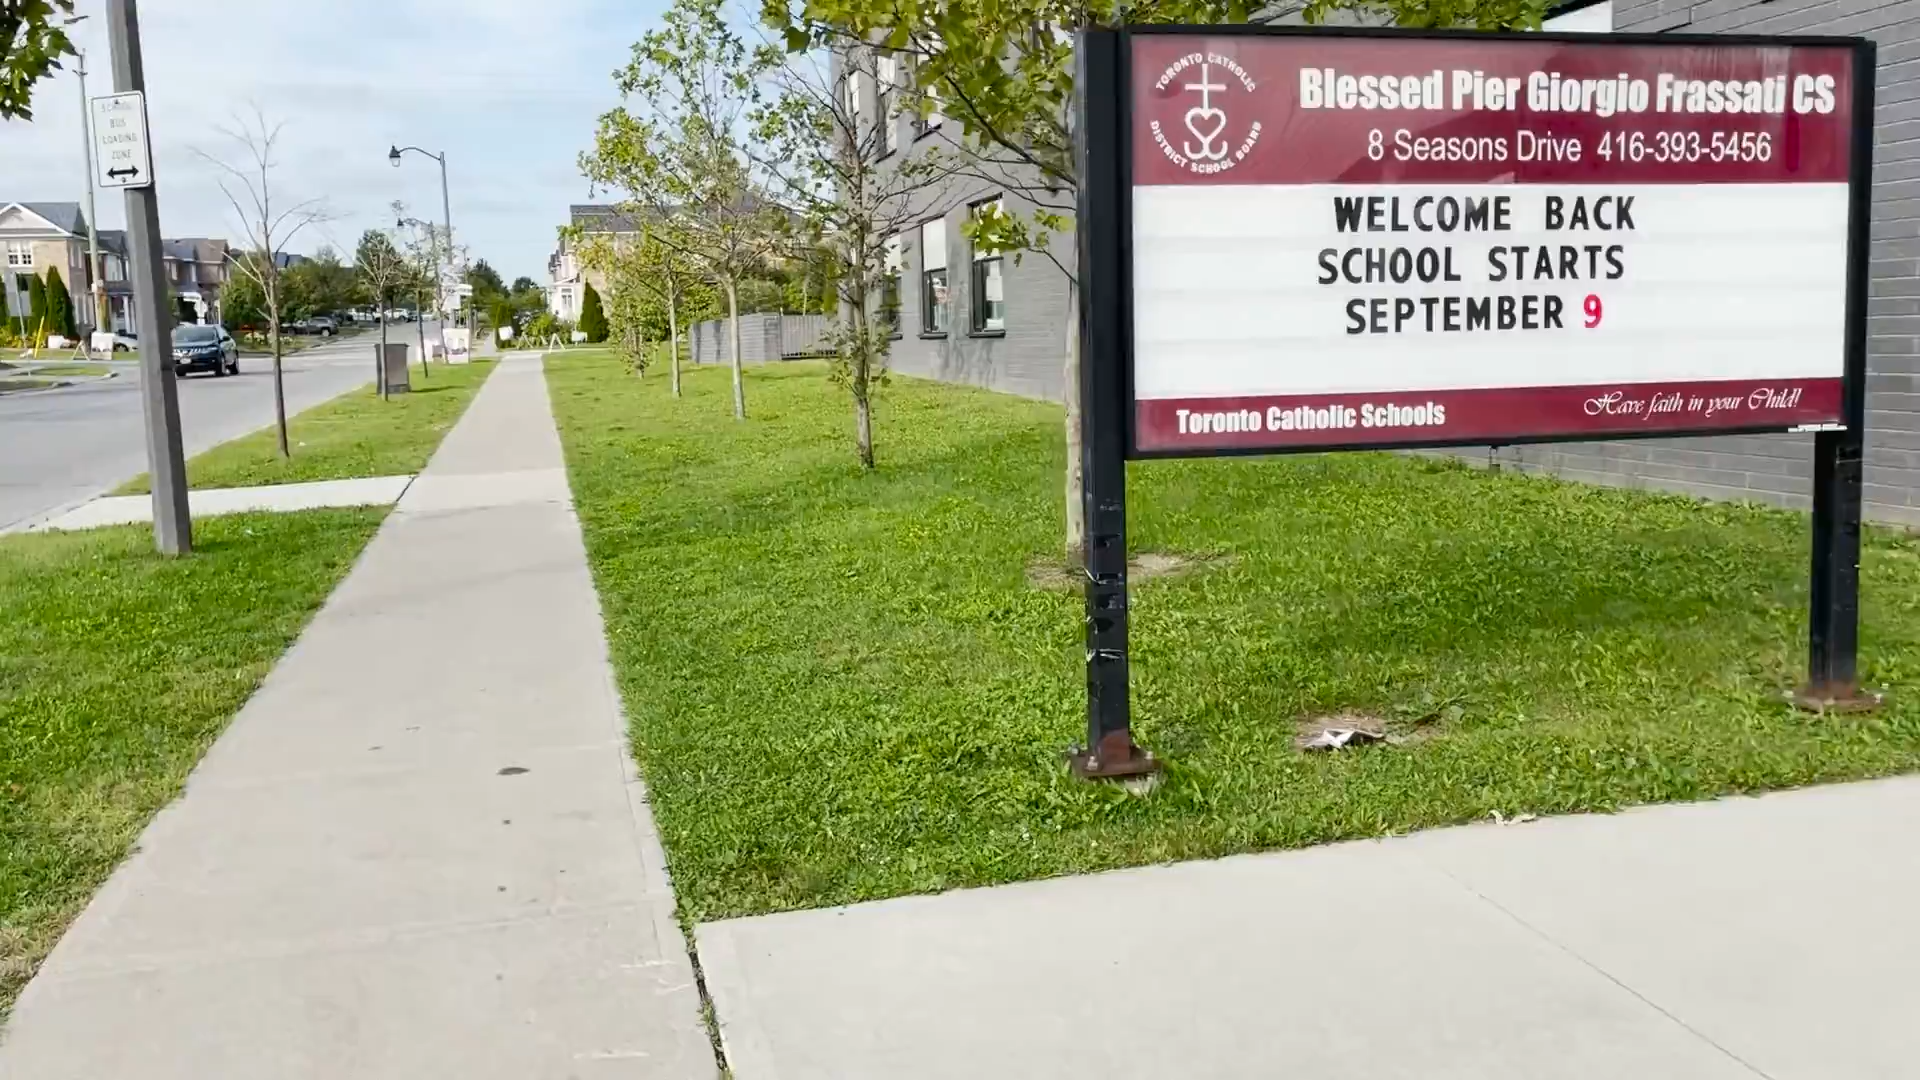 SCHOOL
BUS
LOADING
ZONE
TORONTO CATHOLIC
DISTRICT SCHOOL BOARD
Blessed Pier Giorgio Frassati CS
8 Seasons Drive 416-393-5456
WELCOME BACK
SCHOOL STARTS
SEPTEMBER 9
Toronto Catholic Schools
Have faith in your Child!